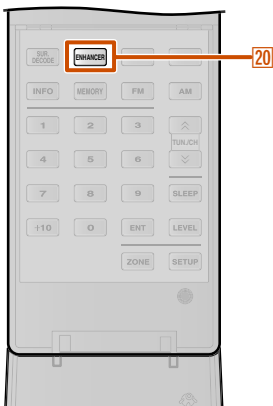 SUR. DECODE
ENHANCER
20
INFO MEMORY FM AM
1 2 3
TUN./CH
4 5 6
7 8 9 SLEEP
+10 0 ENT LEVEL
ZONE SETUP